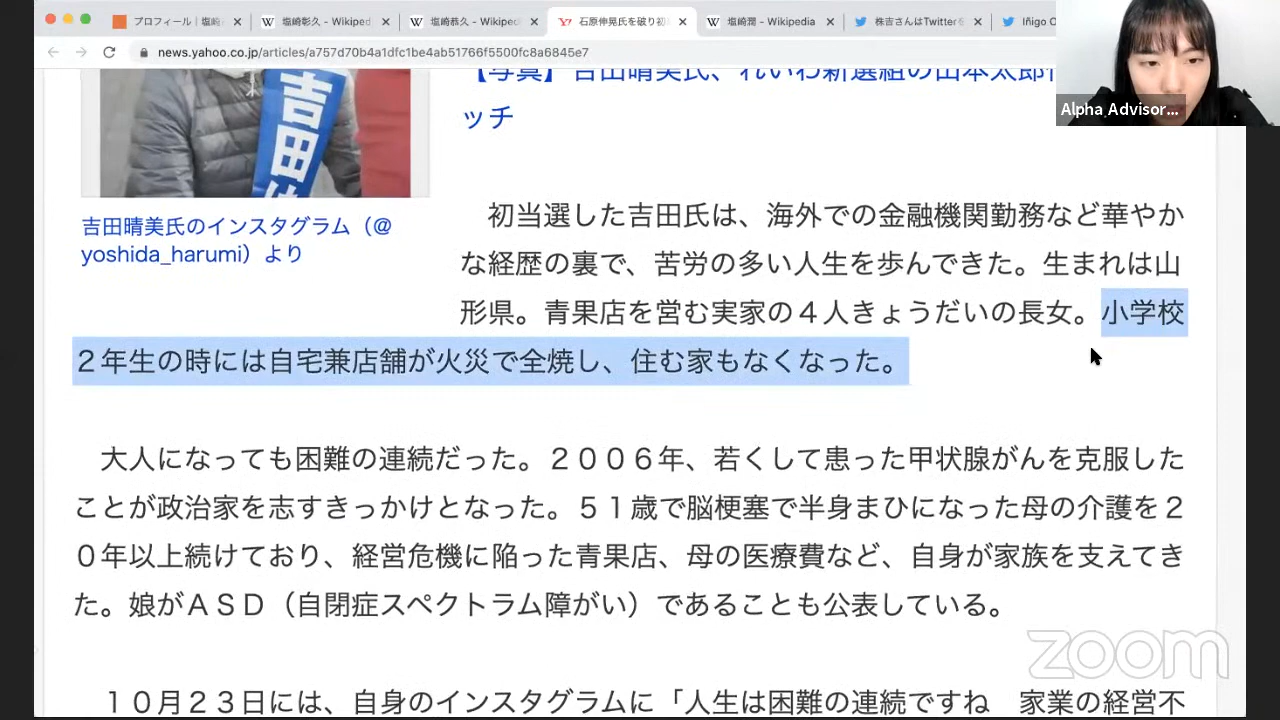 プロフィール｜塩崎
塩崎彰久 - Wikiped
塩崎恭久 - Wikiped
石原伸晃氏を破り初
塩崎潤 - Wikipedia
株吉さんはTwitterを
Iñigo O
news.yahoo.co.jp/articles/a757d70b4a1dfc1be4ab51766f5500fc8a6845e7
Alpha Advisor...
【写真】吉田晴美氏、れいわ新選組の山本太郎
ッチ
吉田
吉田晴美氏のインスタグラム（@
yoshida_harumi）より
初当選した吉田氏は、海外での金融機関勤務など華やか
な経歴の裏で、苦労の多い人生を歩んできた。生まれは山
形県。青果店を営む実家の４人きょうだいの長女。小学校
２年生の時には自宅兼店舗が火災で全焼し、住む家もなくなった。
大人になっても困難の連続だった。２００６年、若くして患った甲状腺がんを克服した
ことが政治家を志すきっかけとなった。５１歳で脳梗塞で半身まひになった母の介護を２
０年以上続けており、経営危機に陥った青果店、母の医療費など、自身が家族を支えてき
た。娘がＡＳＤ（自閉症スペクトラム障がい）であることも公表している。
１０月２３日には、自身のインスタグラムに「人生は困難の連続ですね　家業の経営不
zoom